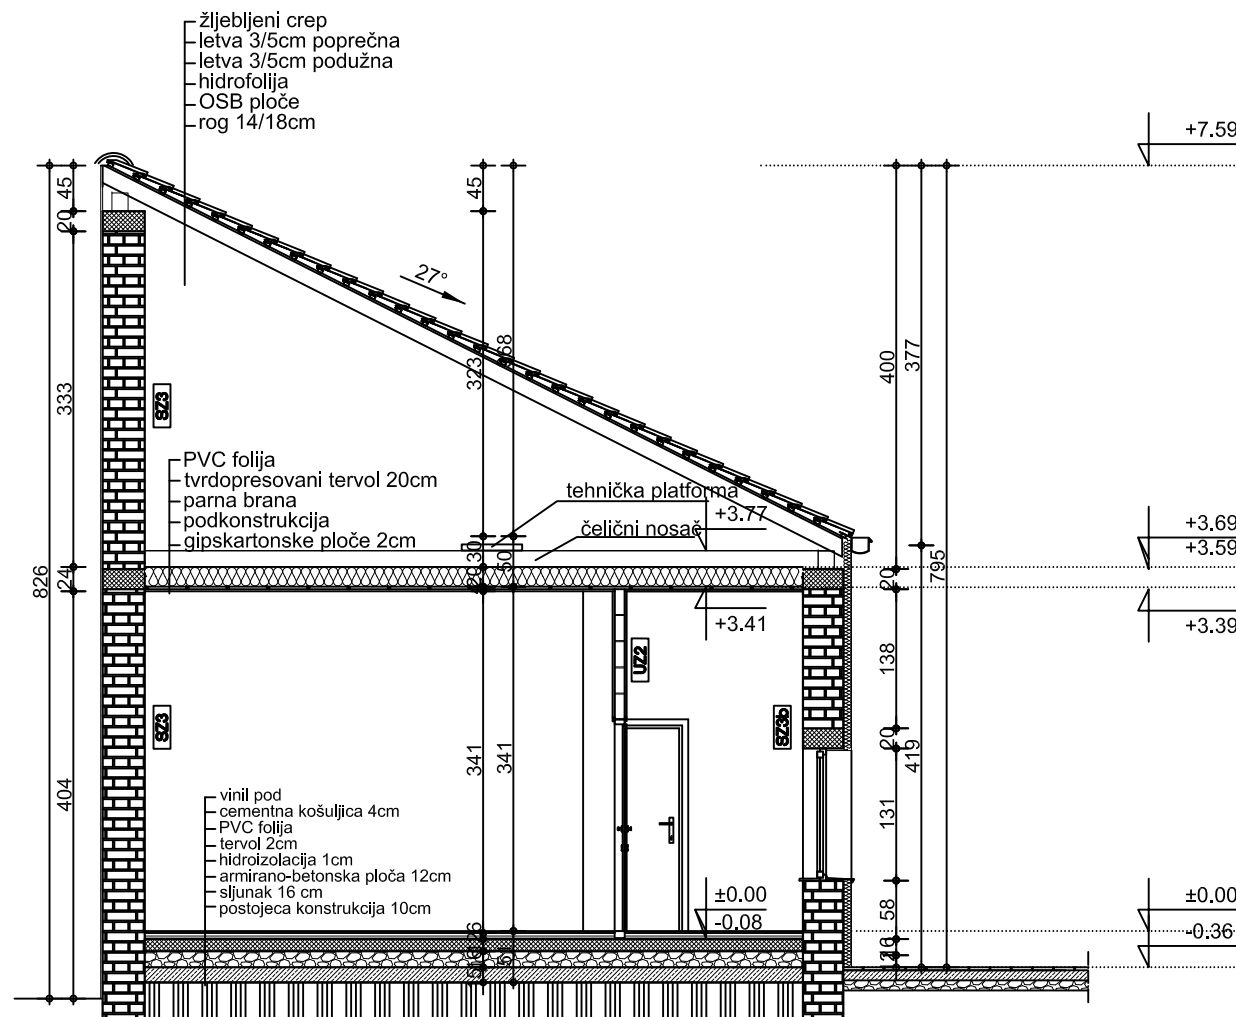 žljebljeni crep
letva 3/5cm poprečna
letva 3/5cm podužna
hidrofolija
OSB ploče
rog 14/18cm
+7.59
45
20
45
27°
333
323
68
400
377
SZ3
PVC folija
tvrdopresovani tervol 20cm
parna brana
podkonstrukcija
gipskartonske ploče 2cm
tehnička platforma
+3.77
čelični nosač
+3.69
+3.59
826
24
30
20
50
795
20
+3.41
+3.39
138
UZ2
SZ3
SZ3b
20
419
341
341
404
131
vinil pod
cementna košuljica 4cm
PVC folija
tervol 2cm
hidroizolacija 1cm
armirano-betonska ploča 12cm
sljunak 16 cm
postojeca konstrukcija 10cm
±0.00
-0.08
58
±0.00
-0.36
51